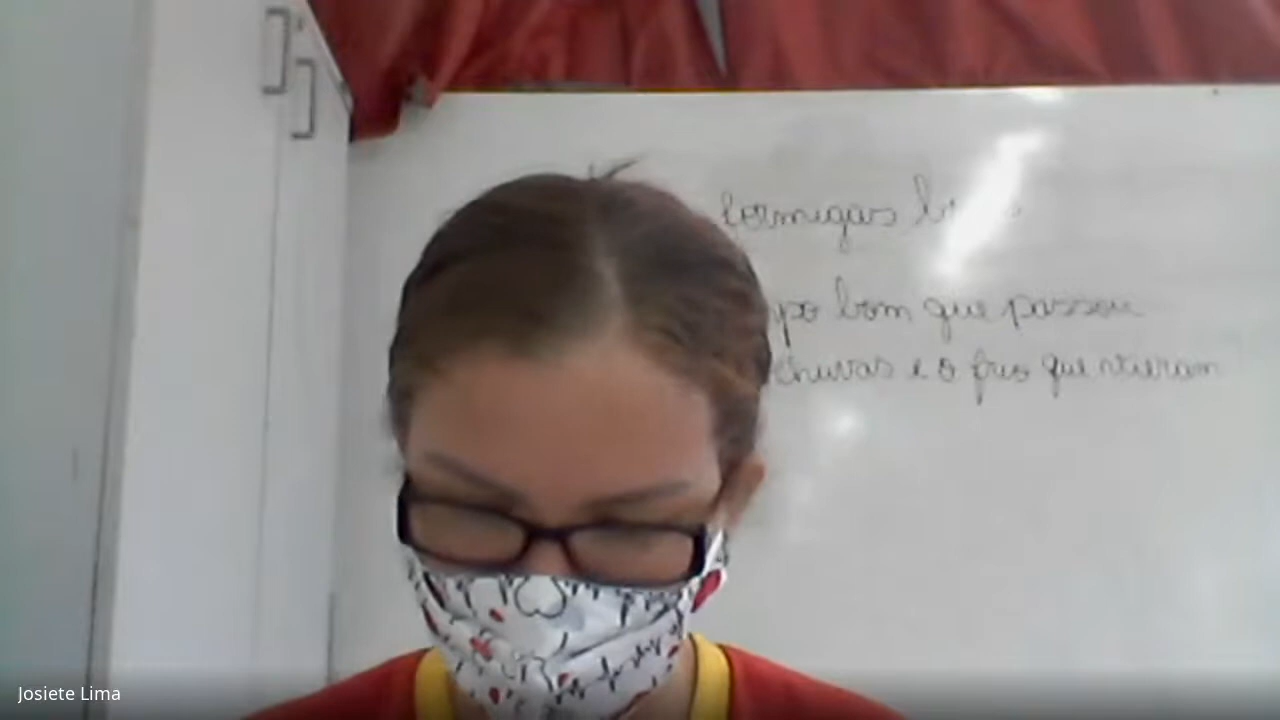 formigas
bom que passou
chuvas e o frio que vieram
Josiete Lima